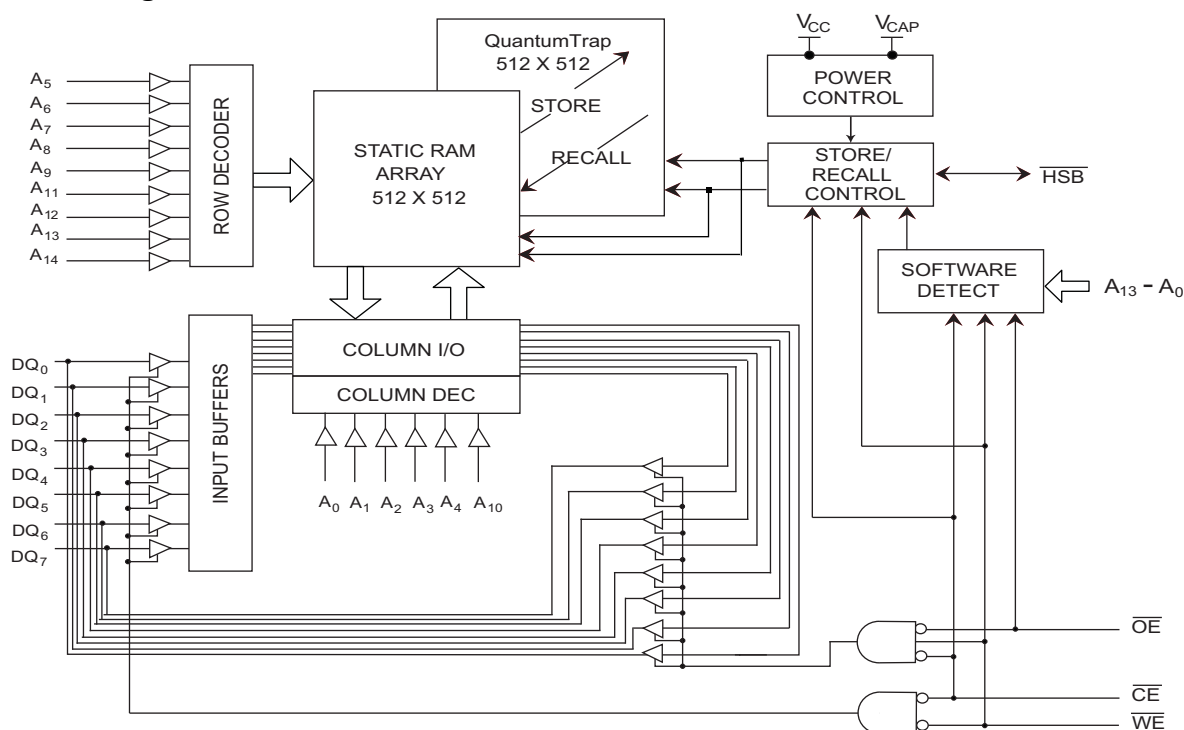 VCC
VCAP
QuantumTrap
512 X 512
POWER
CONTROL
A5
A6
A7
A8
A9
A11
A12
A13
A14
ROW DECODER
STORE
STATIC RAM
ARRAY
512 X 512
RECALL
STORE/
RECALL
CONTROL
HSB
SOFTWARE
DETECT
A13 – A0
DQ0
DQ1
DQ2
DQ3
DQ4
DQ5
DQ6
DQ7
INPUT BUFFERS
COLUMN I/O
COLUMN DEC
A0 A1 A2 A3 A4 A10
OE
CE
WE